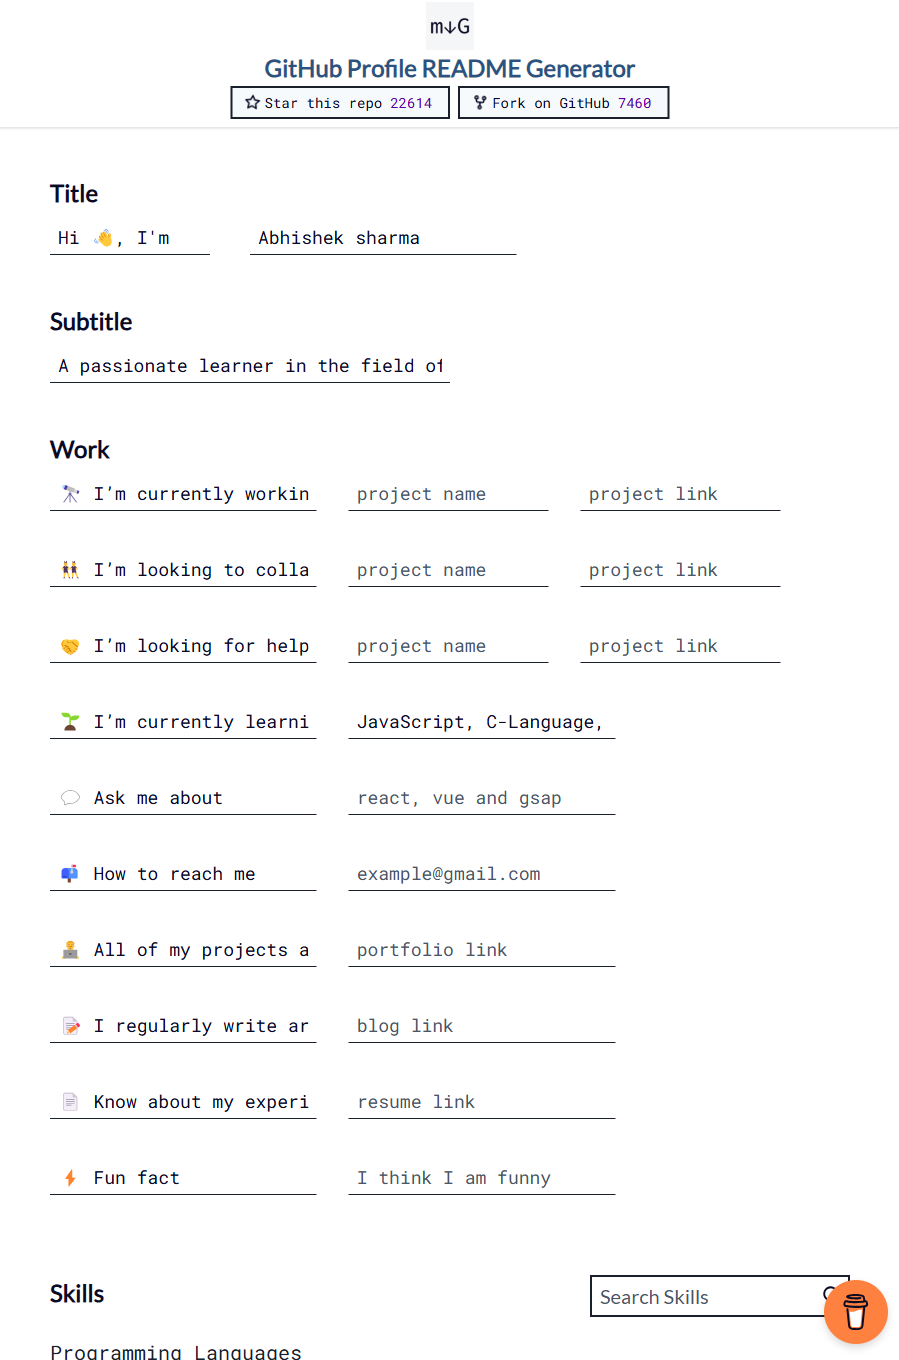 m↓G
GitHub Profile README Generator
Star this repo 22614 Fork on GitHub 7460
Title
Hi 👋, I'm Abhishek sharma
Subtitle
A passionate learner in the field of
Work
🔭 I’m currently workin project name project link
👯 I’m looking to colla project name project link
🤝 I’m looking for help project name project link
🌱 I’m currently learni JavaScript, C-Language,
💬 Ask me about react, vue and gsap
📫 How to reach me example@gmail.com
👨‍💻 All of my projects a portfolio link
📝 I regularly write ar blog link
📄 Know about my experi resume link
⚡ Fun fact I think I am funny
Skills Search Skills
Programming Languages